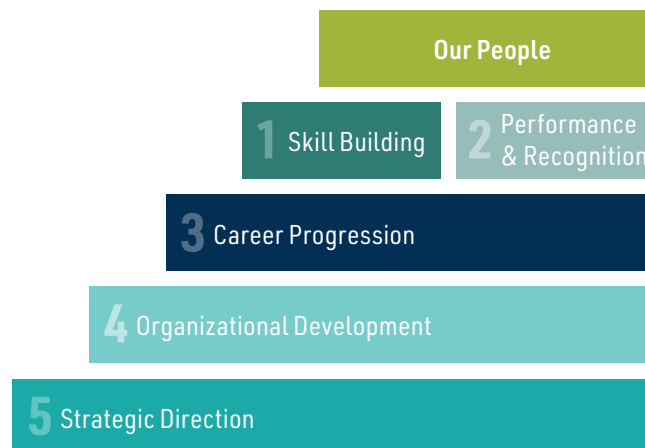 Our People
1 Skill Building
2 Performance
& Recognition
3 Career Progression
4 Organizational Development
5 Strategic Direction